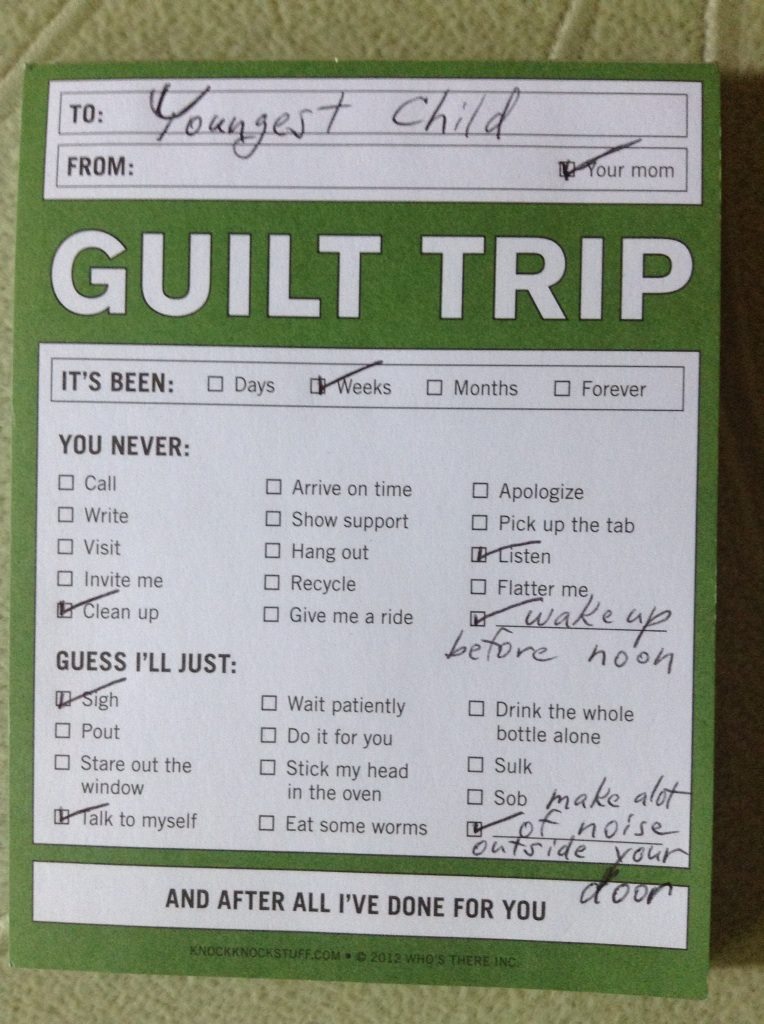 TO: Youngest Child
FROM: Your mom
GUILT TRIP
IT'S BEEN: Days Weeks Months Forever
YOU NEVER:
Call Arrive on time Apologize
Write Show support Pick up the tab
Visit Hang out Listen
Invite me Recycle Flatter me
Clean up Give me a ride wake up
before noon
GUESS I'LL JUST:
Sigh Wait patiently Drink the whole
bottle alone
Pout Do it for you
Stare out the Stick my head Sulk
window in the oven Sob make alot
Talk to myself Eat some worms of noise
outside your
door
AND AFTER ALL I'VE DONE FOR YOU
KNOCKKNOCKSTUFF.COM • © 2012 WHO'S THERE INC.